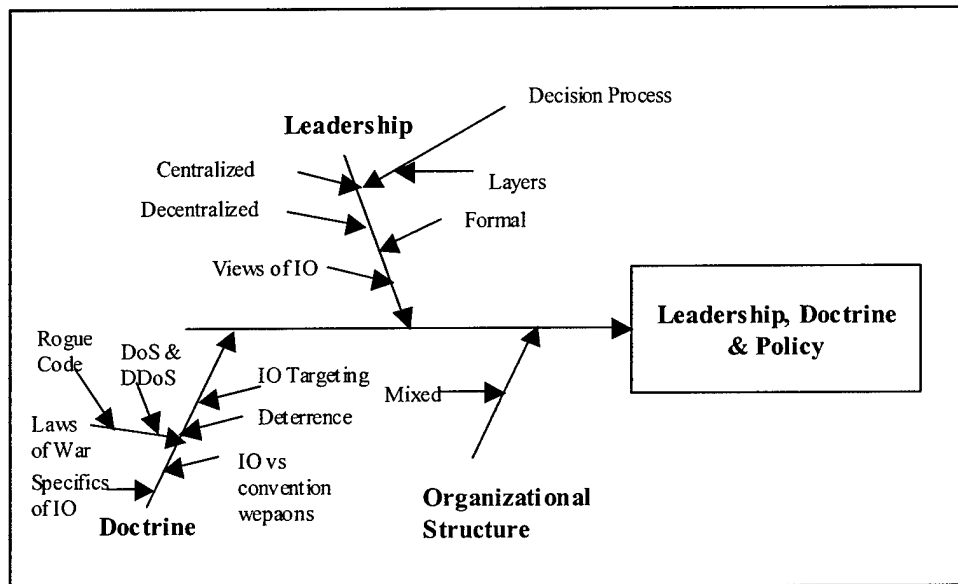 Decision Process
Leadership
Centralized
Layers
Decentralized
Formal
Views of IO
Leadership, Doctrine
& Policy
Rogue
Code
DoS &
DDoS
IO Targeting
Mixed
Deterrence
Laws
of War
IO vs
convention
wepaons
Specifics
of IO
Doctrine
Organizational
Structure